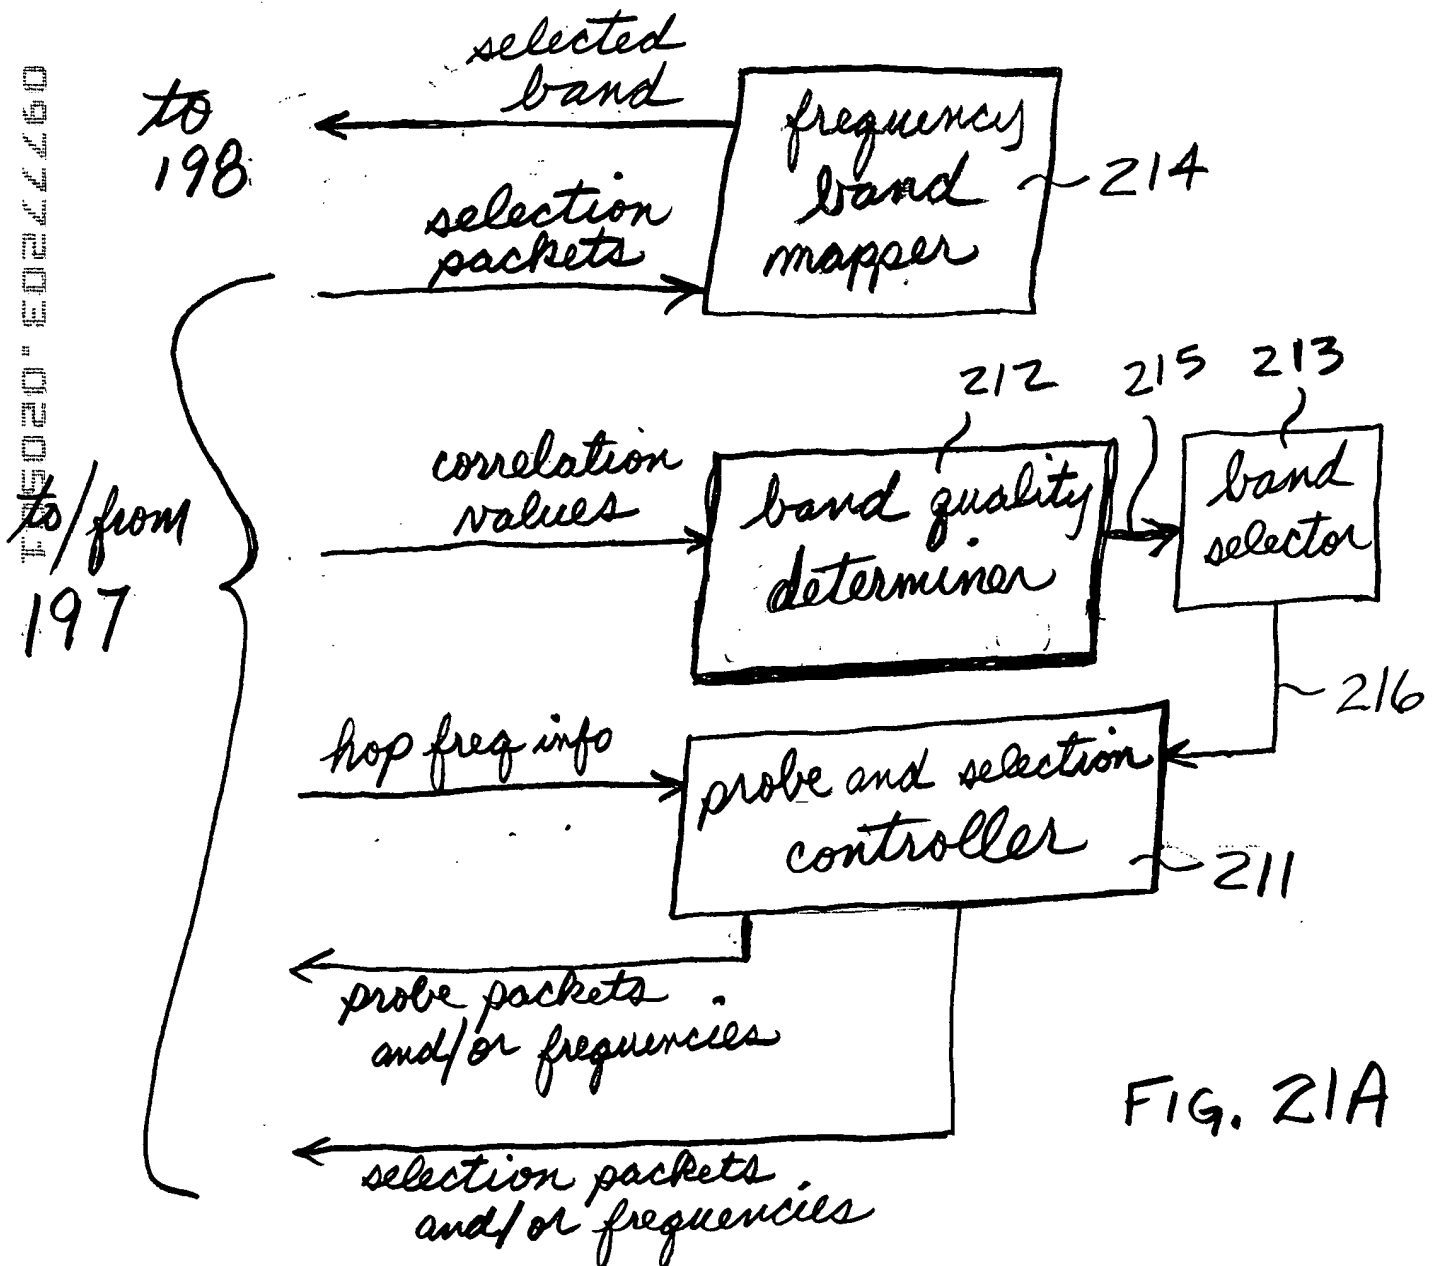 selected
band
to
198
frequency
band
mapper
214
selection
packets
212
215
213
correlation
values
band quality
determiner
band
selector
to/from
197
216
hop freq info
probe and selection
controller
211
probe packets
and/or frequencies
FIG. 21A
selection packets
and/or frequencies
09777203.020501